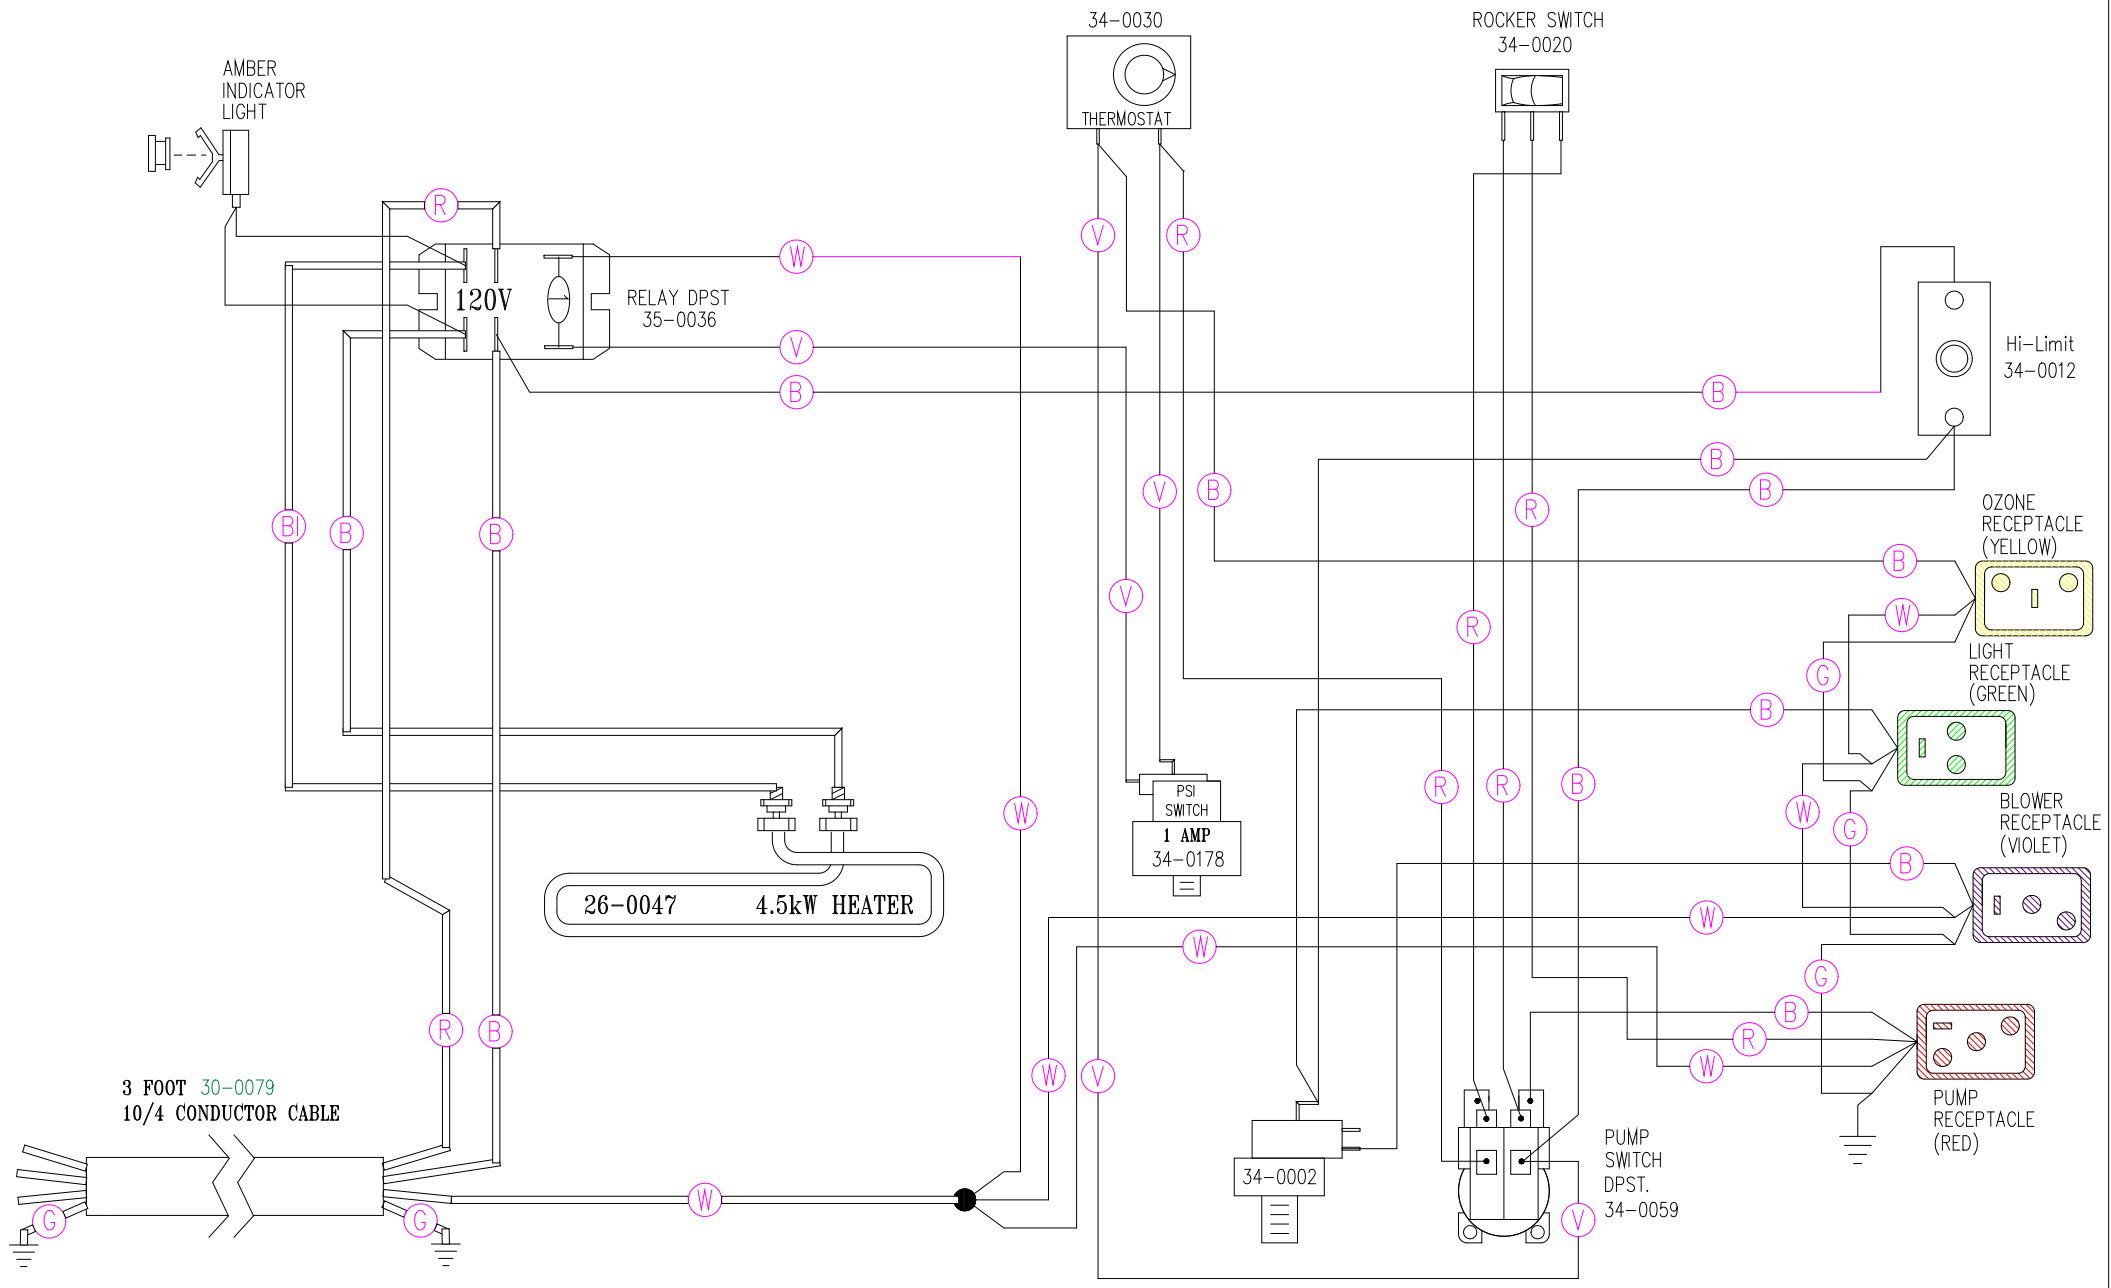 34-0030
ROCKER SWITCH
34-0020
AMBER
INDICATOR
LIGHT
THERMOSTAT
R
V
R
W
120V
RELAY DPST
35-0036
V
B
B
Hi-Limit
34-0012
B
B
V
B
R
BI
B
B
OZONE
RECEPTACLE
(YELLOW)
B
V
W
R
LIGHT
RECEPTACLE
(GREEN)
G
B
PSI
SWITCH
1 AMP
34-0178
R
R
B
W
W
G
BLOWER
RECEPTACLE
(VIOLET)
B
26-0047 4.5kW HEATER
W
W
G
R
B
B
R
W
W
V
3 FOOT 30-0079
10/4 CONDUCTOR CABLE
PUMP
RECEPTACLE
(RED)
PUMP
SWITCH
DPST.
34-0059
34-0002
W
G
G
V